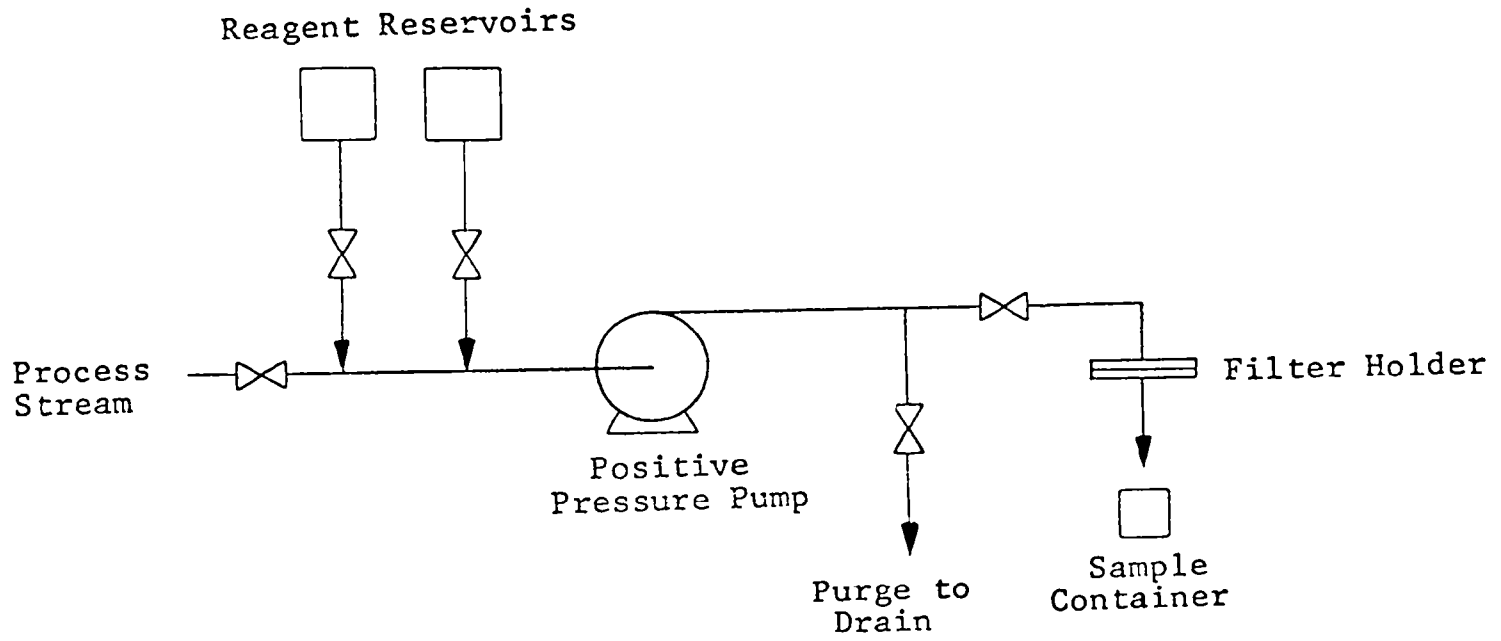 Reagent Reservoirs
Process
Stream
Positive
Pressure Pump
Filter Holder
Purge to
Drain
Sample
Container